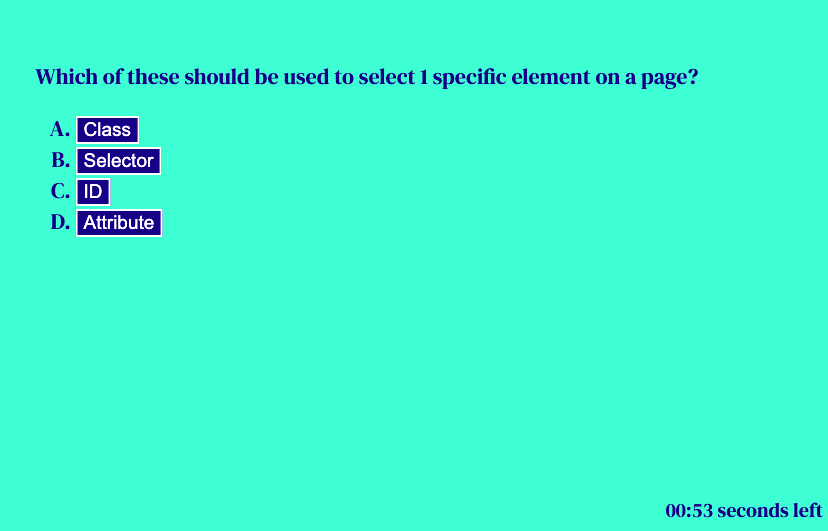 Which of these should be used to select 1 specific element on a page?
A. Class
B. Selector
C. ID
D. Attribute
00:53 seconds left